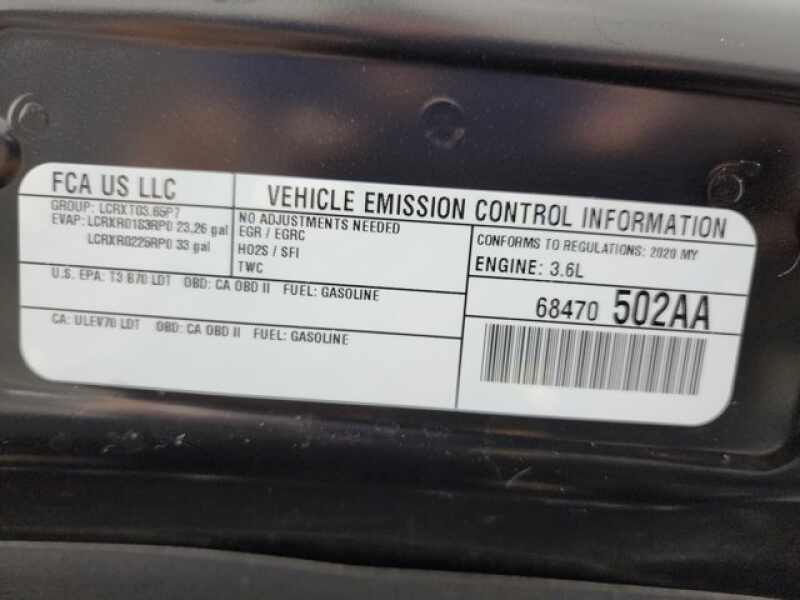 FCA US LLC
GROUP: LCRXT03.65P7
EVAP: LCRXR0183RP0 23.26 gal
LCRXR0225RP0 33 gal
VEHICLE EMISSION CONTROL INFORMATION
NO ADJUSTMENTS NEEDED
EGR / EGRC
HO2S / SFI
TWC
CONFORMS TO REGULATIONS: 2020 MY
ENGINE: 3.6L
U.S. EPA: T3 B70 LDT OBD: CA OBD II FUEL: GASOLINE
CA: ULEV70 LDT OBD: CA OBD II FUEL: GASOLINE
68470 502AA